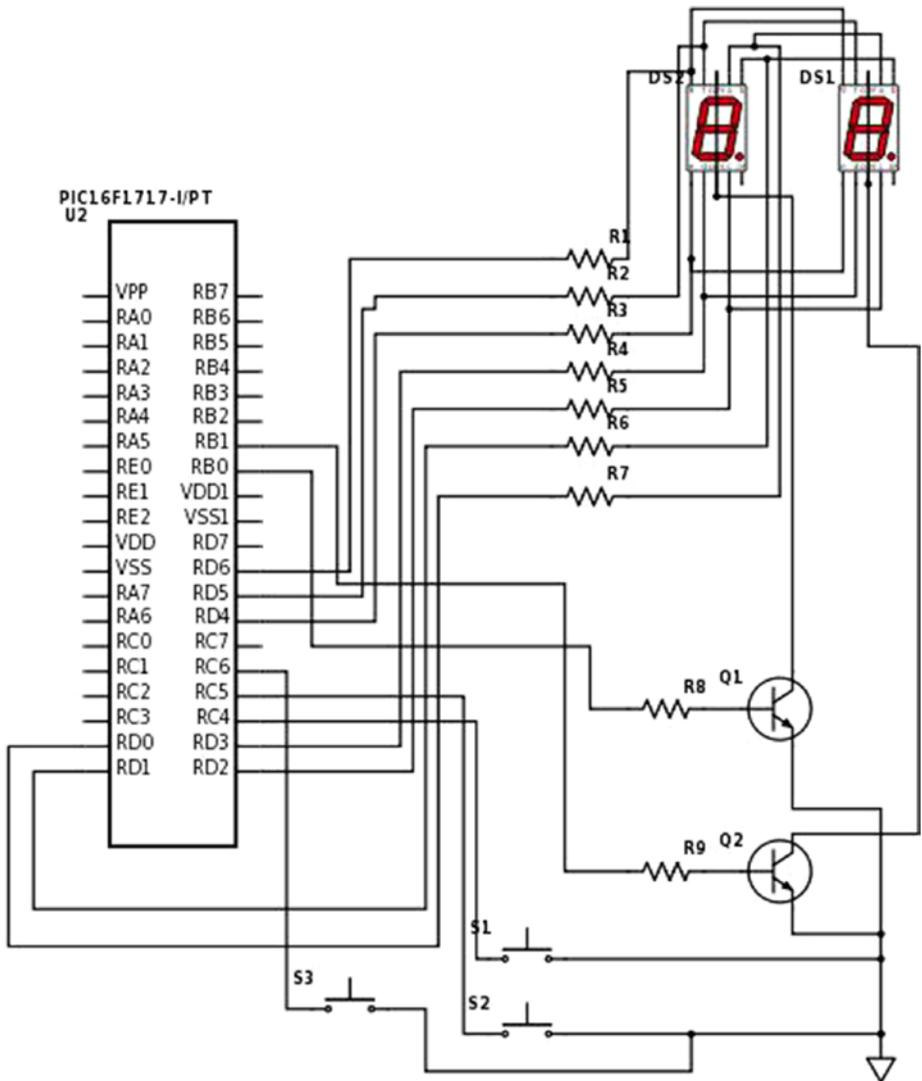 DS2 DS1
PIC16F1717-I/PT
U2
R1
R2
R3
R4
R5
R6
R7
VPP RB7
RA0 RB6
RA1 RB5
RA2 RB4
RA3 RB3
RA4 RB2
RA5 RB1
RE0 RB0
RE1 VDD1
RE2 VSS1
VDD RD7
VSS RD6
RA7 RD5
RA6 RD4
RC0 RC7
RC1 RC6
RC2 RC5
RC3 RC4
RD0 RD3
RD1 RD2
R8 Q1
R9 Q2
S1
S3
S2